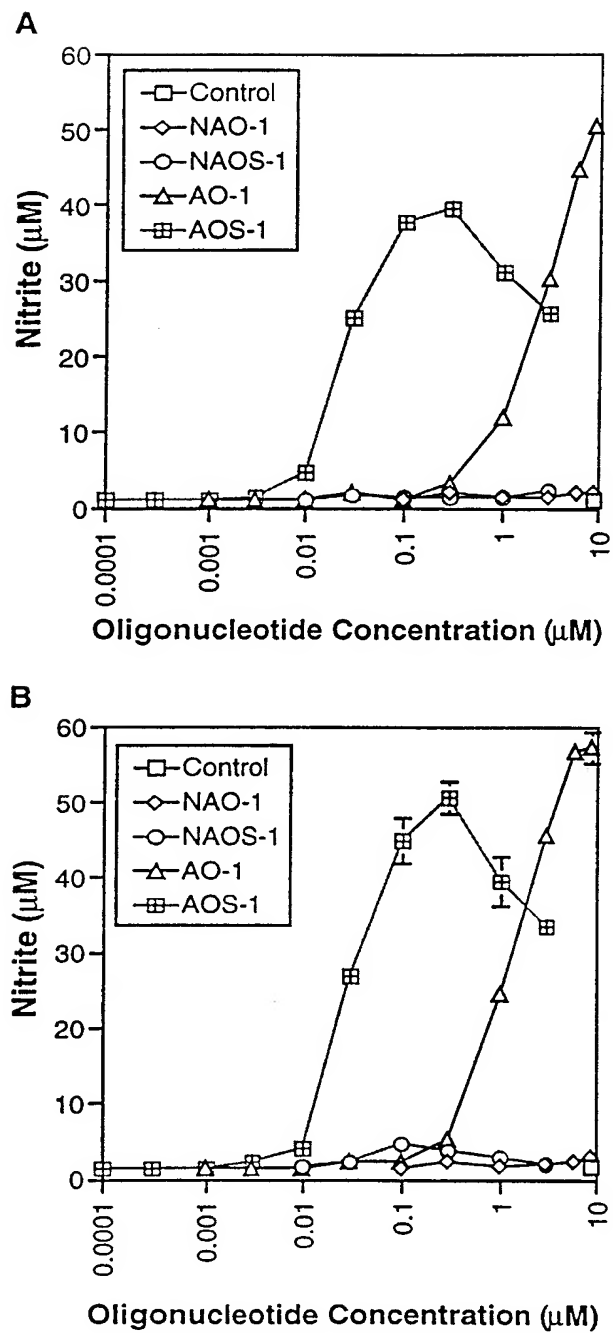 A
60
50
40
30
20
10
0
Nitrite (µM)
Control
NAO-1
NAOS-1
AO-1
AOS-1
0.0001
0.001
0.01
0.1
1
10
Oligonucleotide Concentration (µM)
B
60
50
40
30
20
10
0
Nitrite (µM)
Control
NAO-1
NAOS-1
AO-1
AOS-1
0.0001
0.001
0.01
0.1
1
10
Oligonucleotide Concentration (µM)